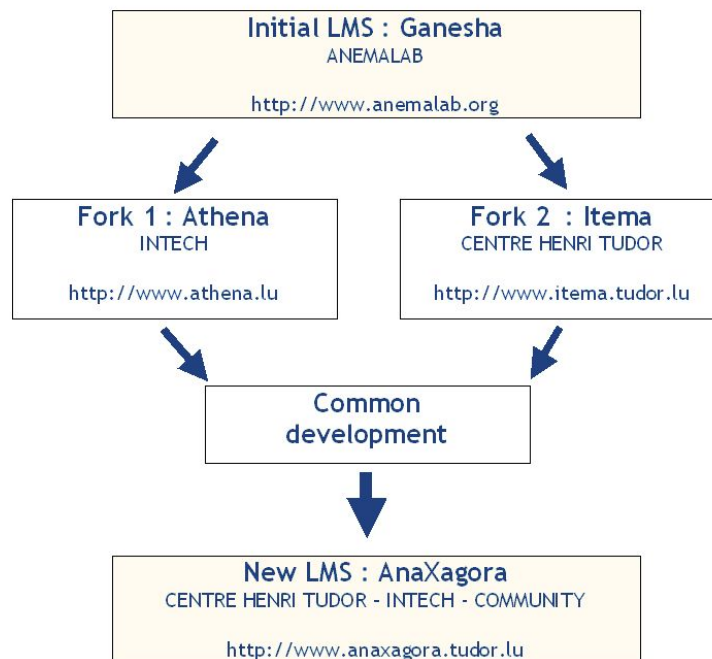 Initial LMS : Ganesha
ANEMALAB
http://www.anemalab.org
Fork 1 : Athena
INTECH
http://www.athena.lu
Fork 2 : Itema
CENTRE HENRI TUDOR
http://www.itema.tudor.lu
Common
development
New LMS : AnaXagora
CENTRE HENRI TUDOR - INTECH - COMMUNITY
http://www.anaxagora.tudor.lu